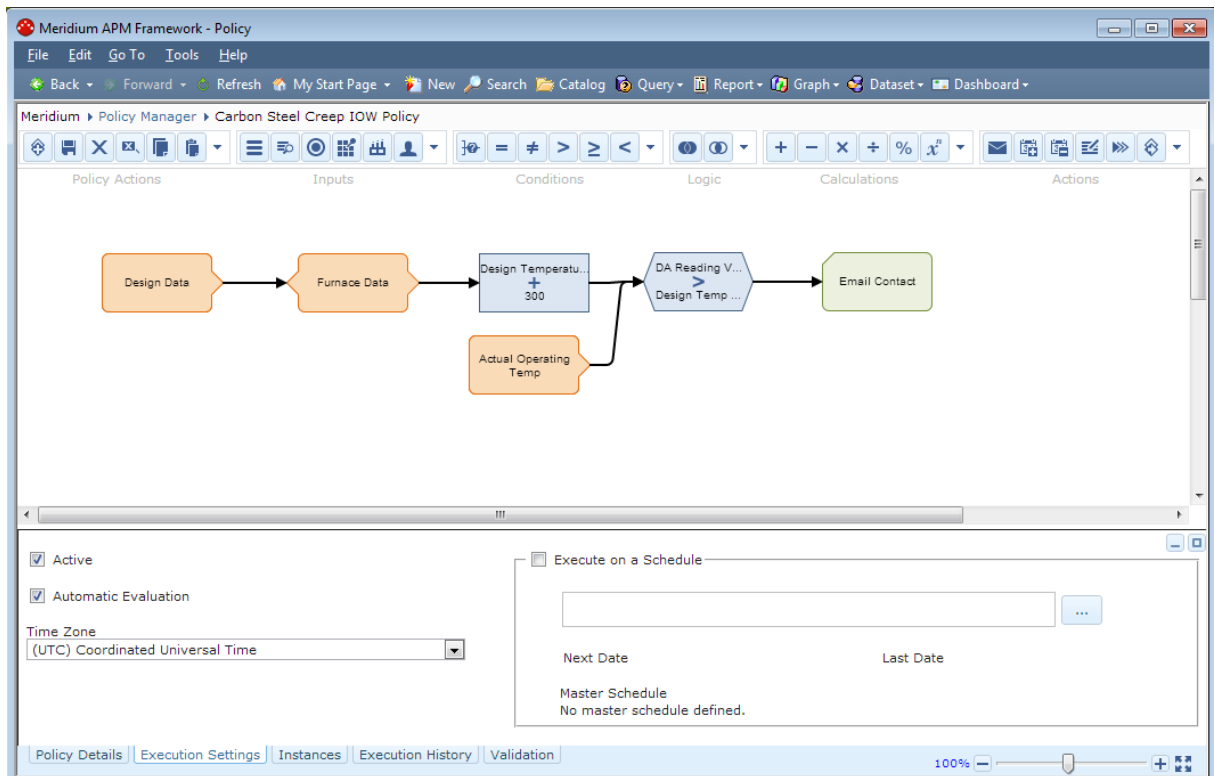 Meridium APM Framework - Policy
File Edit Go To Tools Help
Back Forward Refresh My Start Page New Search Catalog Query Report Graph Dataset Dashboard
Meridium Policy Manager Carbon Steel Creep IOW Policy
= ≠ > ≥ < + − × ÷ % xⁿ
Policy Actions Inputs Conditions Logic Calculations Actions
Design Data
Furnace Data
Design Temperatu...
+
300
DA Reading V...
>
Design Temp ...
Email Contact
Actual Operating
Temp
Active
Automatic Evaluation
Time Zone
(UTC) Coordinated Universal Time
Execute on a Schedule
...
Next Date Last Date
Master Schedule
No master schedule defined.
Policy Details Execution Settings Instances Execution History Validation
100%